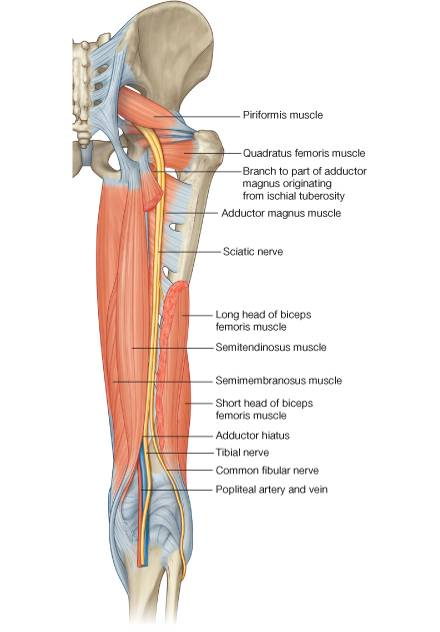 Piriformis muscle
Quadratus femoris muscle
Branch to part of adductor
magnus originating
from ischial tuberosity
Adductor magnus muscle
Sciatic nerve
Long head of biceps
femoris muscle
Semitendinosus muscle
Semimembranosus muscle
Short head of biceps
femoris muscle
Adductor hiatus
Tibial nerve
Common fibular nerve
Popliteal artery and vein